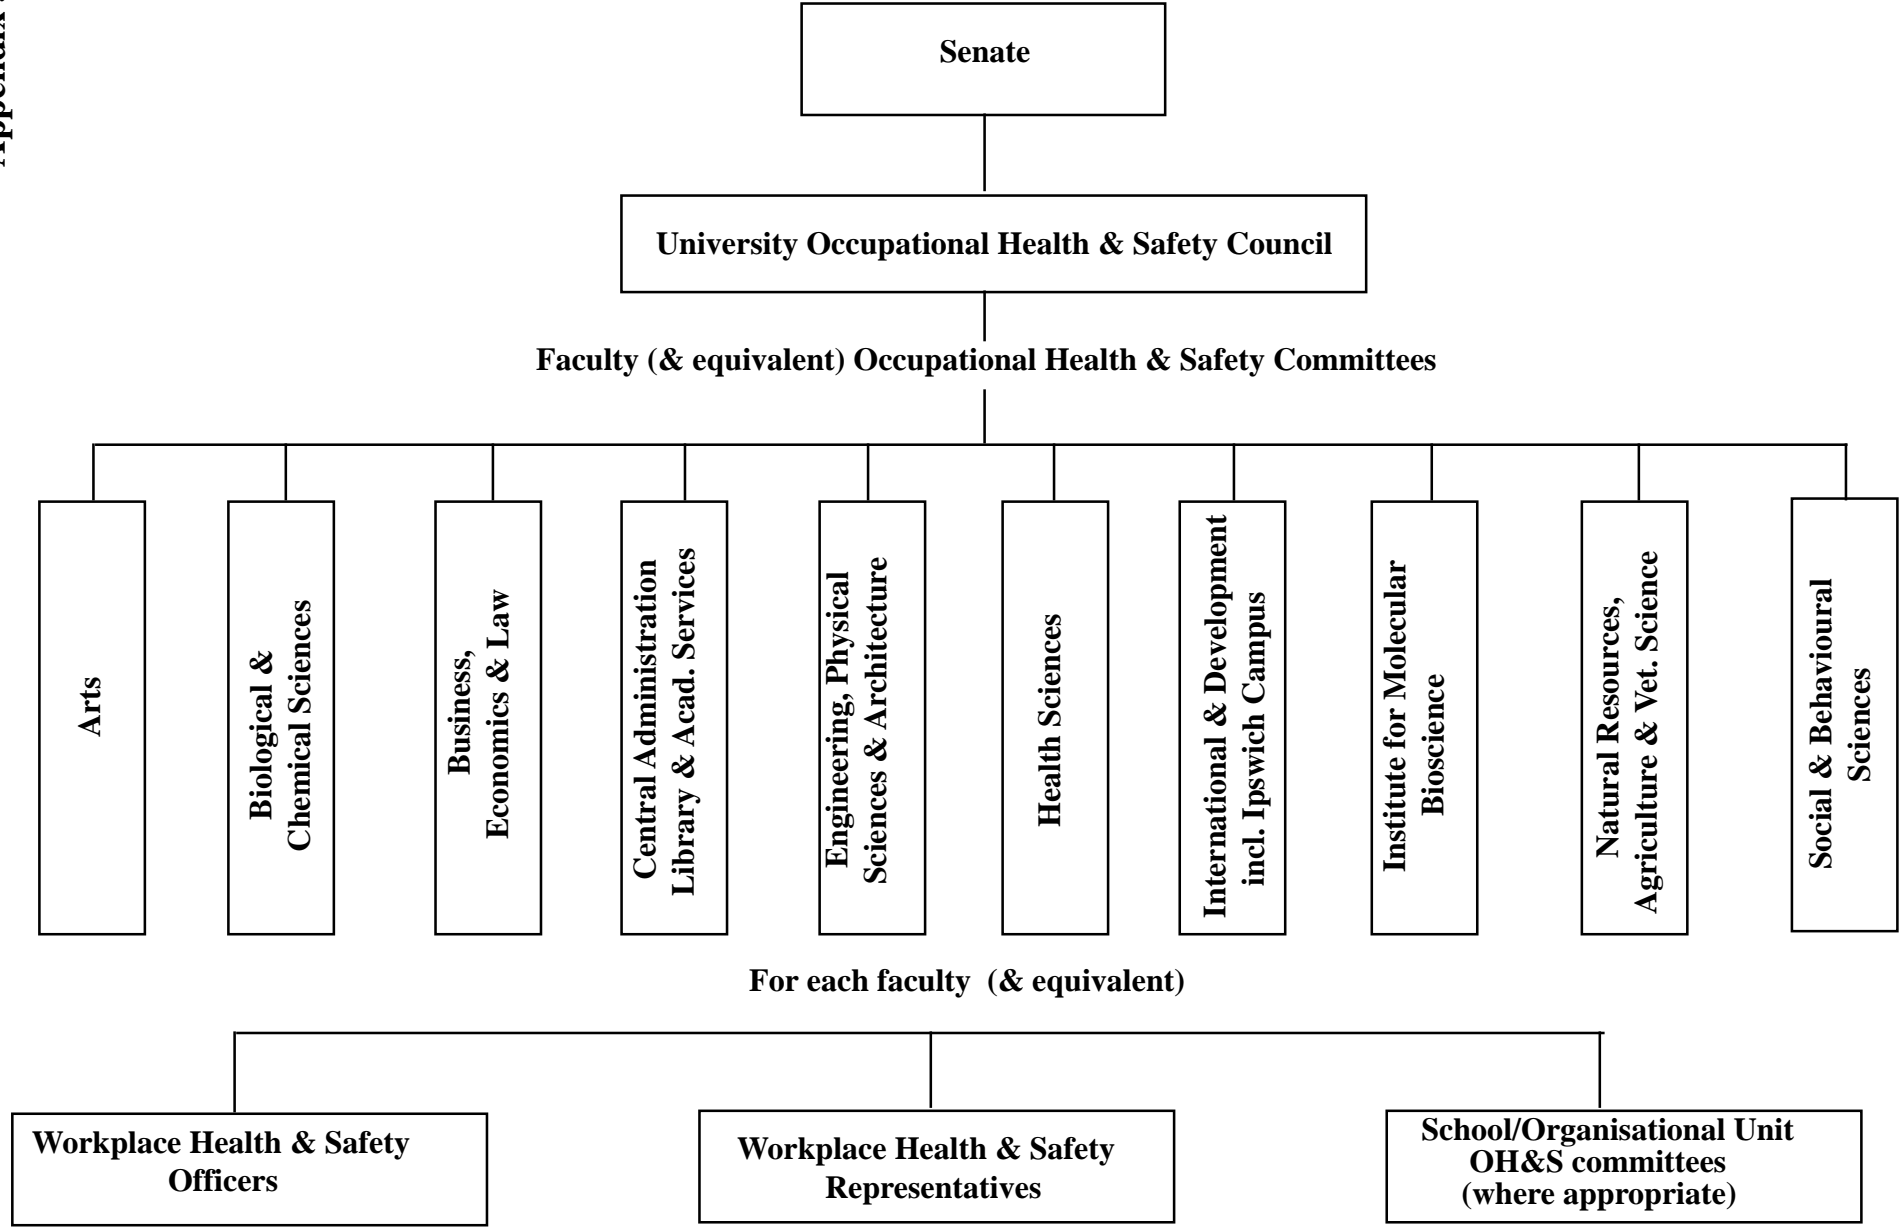 Appendix
Senate
University Occupational Health & Safety Council
Faculty (& equivalent) Occupational Health & Safety Committees
Arts
Biological &
Chemical Sciences
Business,
Economics & Law
Central Administration
Library & Acad. Services
Engineering, Physical
Sciences & Architecture
Health Sciences
International & Development
incl. Ipswich Campus
Institute for Molecular
Bioscience
Natural Resources,
Agriculture & Vet. Science
Social & Behavioural
Sciences
For each faculty (& equivalent)
Workplace Health & Safety
Officers
Workplace Health & Safety
Representatives
School/Organisational Unit
OH&S committees
(where appropriate)